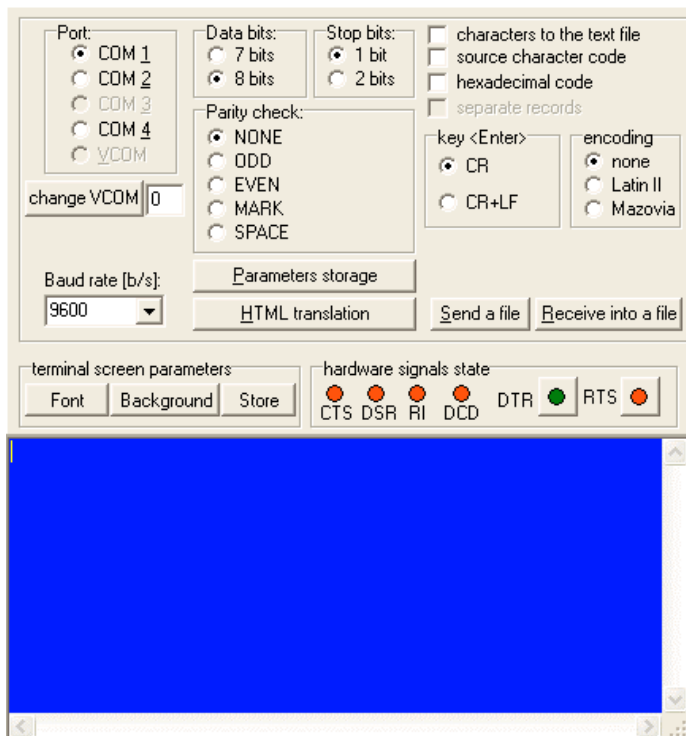 Port:
COM 1
COM 2
COM 3
COM 4
VCOM
change VCOM
0
Baud rate [b/s]:
9600
Data bits:
7 bits
8 bits
Stop bits:
1 bit
2 bits
Parity check:
NONE
ODD
EVEN
MARK
SPACE
Parameters storage
HTML translation
characters to the text file
source character code
hexadecimal code
separate records
key <Enter>
CR
CR+LF
encoding
none
Latin II
Mazovia
Send a file
Receive into a file
terminal screen parameters
Font
Background
Store
hardware signals state
CTS DSR RI DCD
DTR
RTS